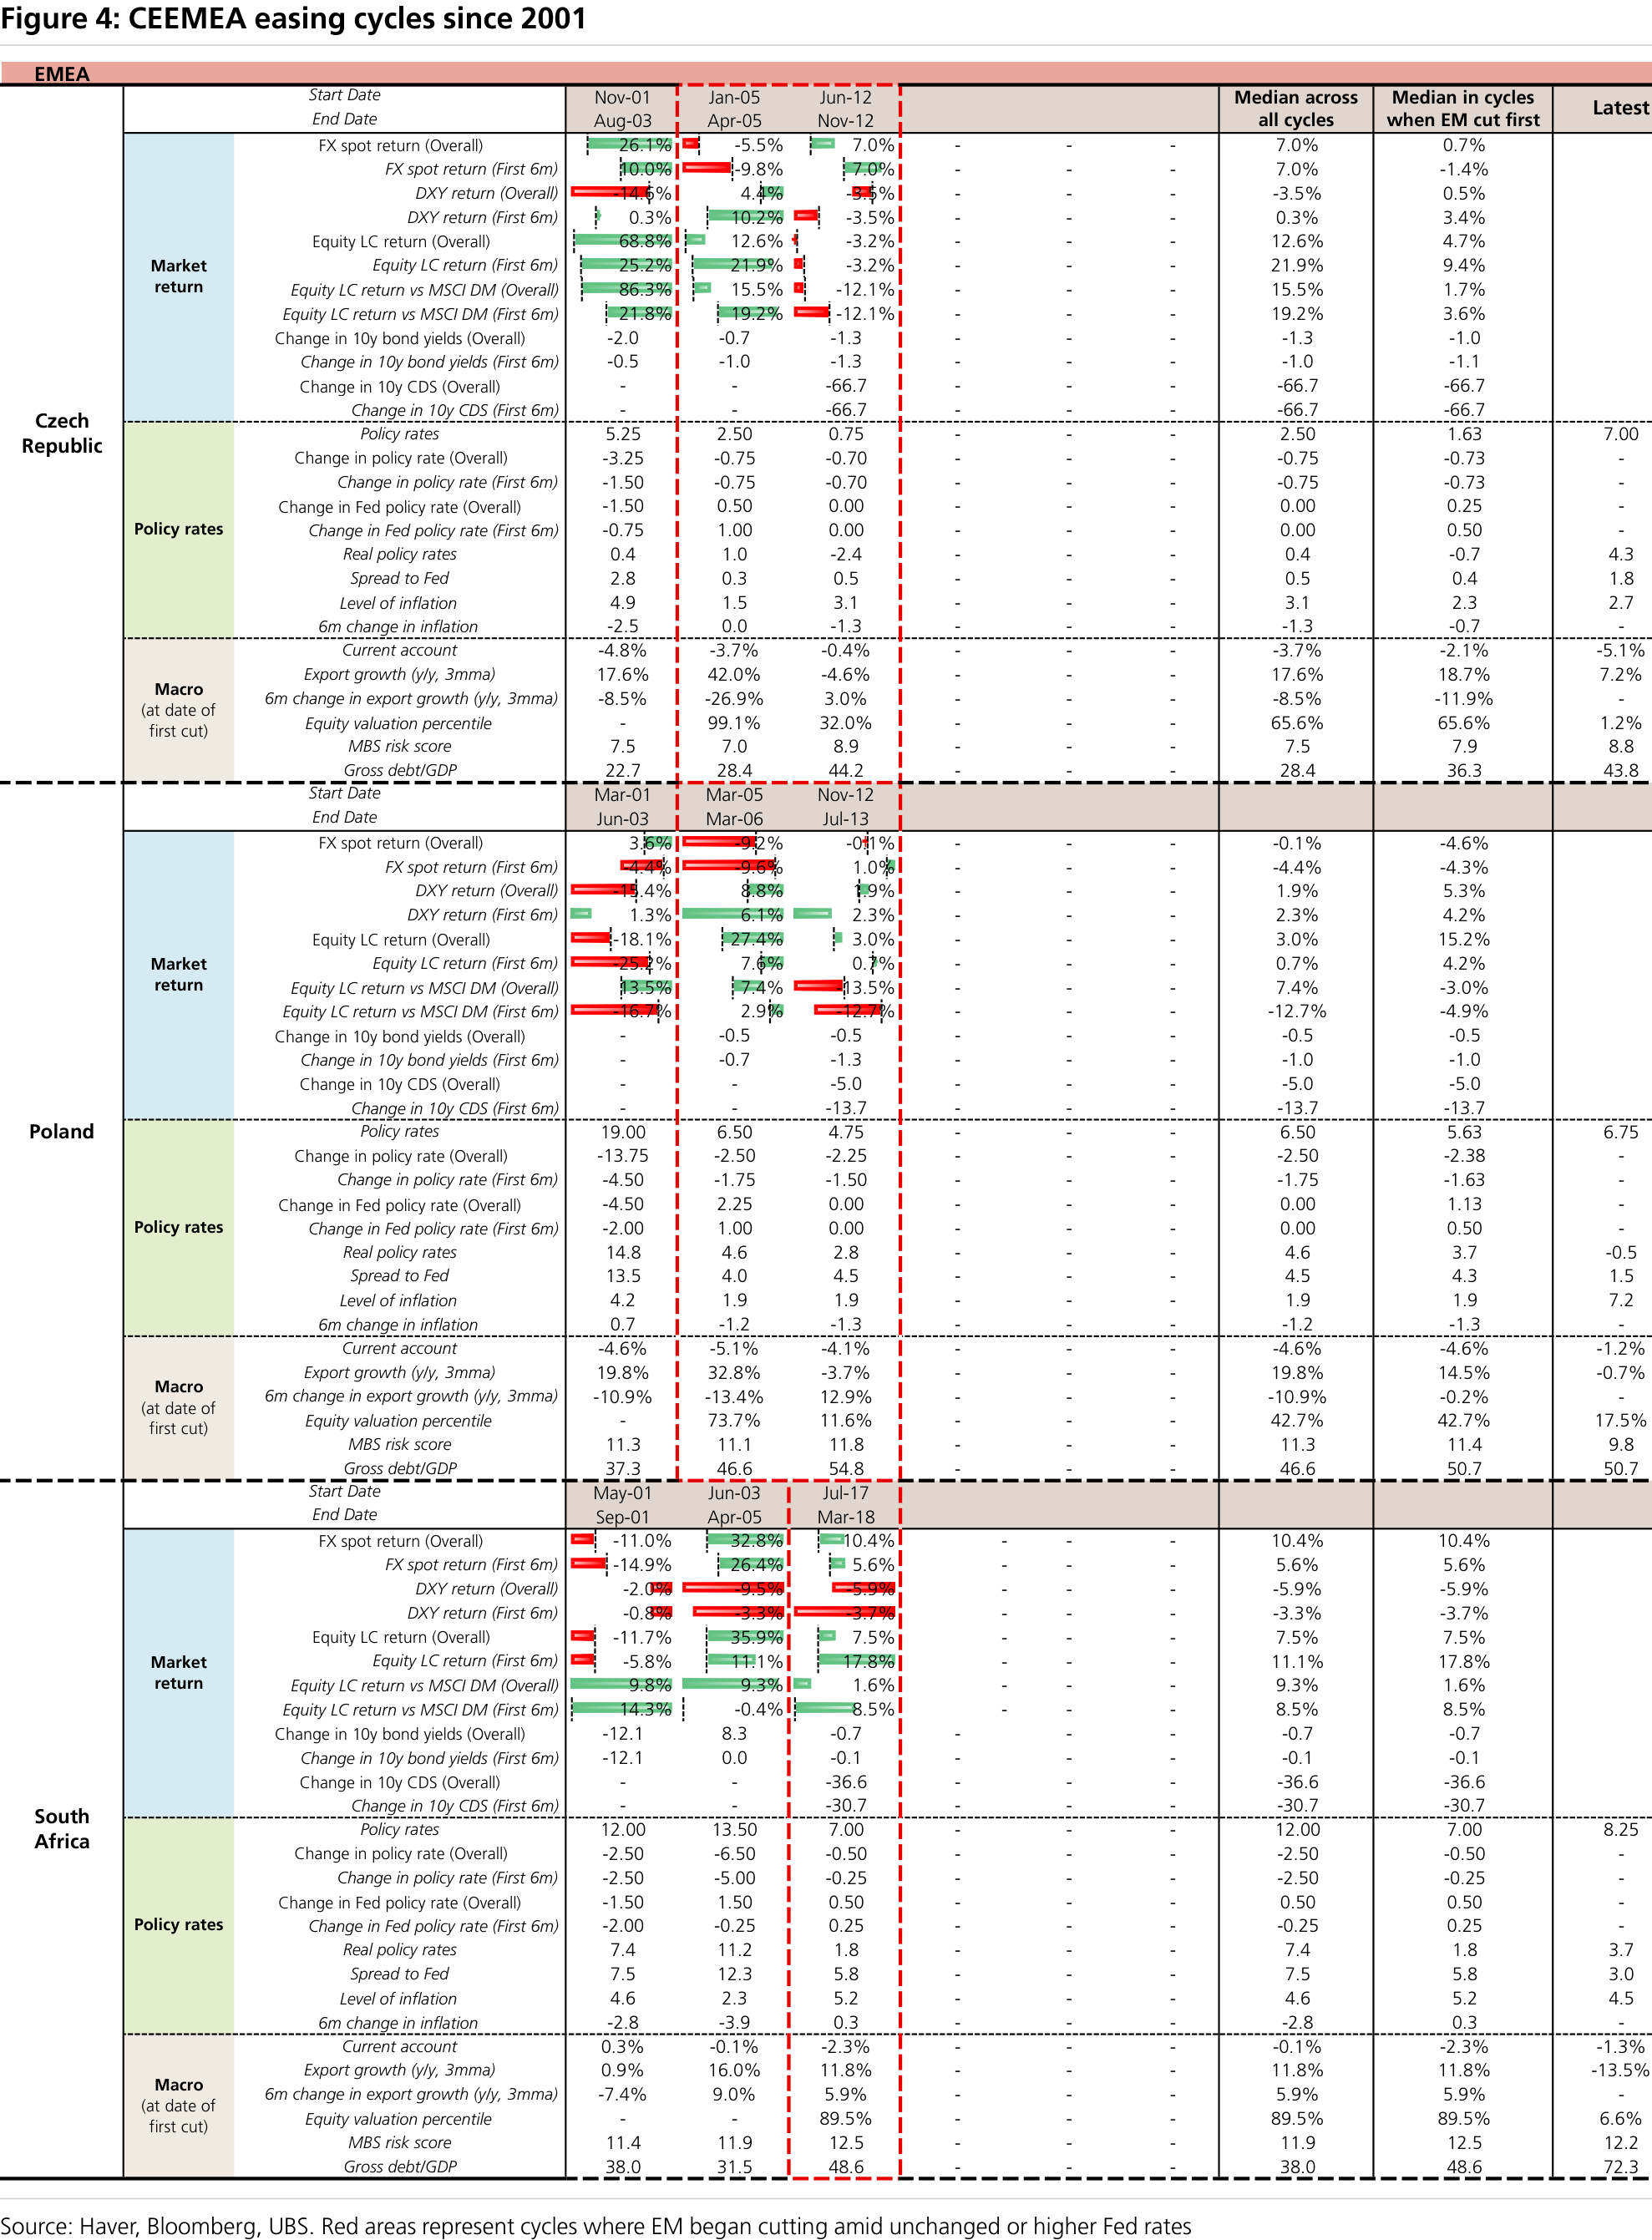 Figure 4: CEEMEA easing cycles since 2001
EMEA
Start Date Nov-01 Jan-05 Jun-12 Median across Median in cycles Latest
End Date Aug-03 Apr-05 Nov-12 all cycles when EM cut first
Czech Republic
Market return
FX spot return (Overall) 26.1% -5.5% 7.0% - - - 7.0% 0.7%
FX spot return (First 6m) 10.0% -9.8% 7.0% - - - 7.0% -1.4%
DXY return (Overall) -14.6% 4.4% -3.5% - - - -3.5% 0.5%
DXY return (First 6m) 0.3% 10.2% -3.5% - - - 0.3% 3.4%
Equity LC return (Overall) 68.8% 12.6% -3.2% - - - 12.6% 4.7%
Equity LC return (First 6m) 25.2% 21.9% -3.2% - - - 21.9% 9.4%
Equity LC return vs MSCI DM (Overall) 86.3% 15.5% -12.1% - - - 15.5% 1.7%
Equity LC return vs MSCI DM (First 6m) 21.8% 19.2% -12.1% - - - 19.2% 3.6%
Change in 10y bond yields (Overall) -2.0 -0.7 -1.3 - - - -1.3 -1.0
Change in 10y bond yields (First 6m) -0.5 -1.0 -1.3 - - - -1.0 -1.1
Change in 10y CDS (Overall) - - -66.7 - - - -66.7 -66.7
Change in 10y CDS (First 6m) - - -66.7 - - - -66.7 -66.7
Policy rates
Policy rates 5.25 2.50 0.75 - - - 2.50 1.63 7.00
Change in policy rate (Overall) -3.25 -0.75 -0.70 - - - -0.75 -0.73 -
Change in policy rate (First 6m) -1.50 -0.75 -0.70 - - - -0.75 -0.73 -
Change in Fed policy rate (Overall) -1.50 0.50 0.00 - - - 0.00 0.25 -
Change in Fed policy rate (First 6m) -0.75 1.00 0.00 - - - 0.00 0.50 -
Real policy rates 0.4 1.0 -2.4 - - - 0.4 -0.7 4.3
Spread to Fed 2.8 0.3 0.5 - - - 0.5 0.4 1.8
Level of inflation 4.9 1.5 3.1 - - - 3.1 2.3 2.7
6m change in inflation -2.5 0.0 -1.3 - - - -1.3 -0.7 -
Macro (at date of first cut)
Current account -4.8% -3.7% -0.4% - - - -3.7% -2.1% -5.1%
Export growth (y/y, 3mma) 17.6% 42.0% -4.6% - - - 17.6% 18.7% 7.2%
6m change in export growth (y/y, 3mma) -8.5% -26.9% 3.0% - - - -8.5% -11.9% -
Equity valuation percentile - 99.1% 32.0% - - - 65.6% 65.6% 1.2%
MBS risk score 7.5 7.0 8.9 - - - 7.5 7.9 8.8
Gross debt/GDP 22.7 28.4 44.2 - - - 28.4 36.3 43.8
Start Date Mar-01 Mar-05 Nov-12
End Date Jun-03 Mar-06 Jul-13
Poland
Market return
FX spot return (Overall) 3.6% -9.2% -0.1% - - - -0.1% -4.6%
FX spot return (First 6m) -4.4% -9.6% 1.0% - - - -4.4% -4.3%
DXY return (Overall) -15.4% 8.8% 1.9% - - - 1.9% 5.3%
DXY return (First 6m) 1.3% 6.1% 2.3% - - - 2.3% 4.2%
Equity LC return (Overall) -18.1% 27.4% 3.0% - - - 3.0% 15.2%
Equity LC return (First 6m) -25.2% 7.6% 0.7% - - - 0.7% 4.2%
Equity LC return vs MSCI DM (Overall) 13.5% 7.4% -13.5% - - - 7.4% -3.0%
Equity LC return vs MSCI DM (First 6m) -16.7% 2.9% -12.7% - - - -12.7% -4.9%
Change in 10y bond yields (Overall) - -0.5 -0.5 - - - -0.5 -0.5
Change in 10y bond yields (First 6m) - -0.7 -1.3 - - - -1.0 -1.0
Change in 10y CDS (Overall) - - -5.0 - - - -5.0 -5.0
Change in 10y CDS (First 6m) - - -13.7 - - - -13.7 -13.7
Policy rates
Policy rates 19.00 6.50 4.75 - - - 6.50 5.63 6.75
Change in policy rate (Overall) -13.75 -2.50 -2.25 - - - -2.50 -2.38 -
Change in policy rate (First 6m) -4.50 -1.75 -1.50 - - - -1.75 -1.63 -
Change in Fed policy rate (Overall) -4.50 2.25 0.00 - - - 0.00 1.13 -
Change in Fed policy rate (First 6m) -2.00 1.00 0.00 - - - 0.00 0.50 -
Real policy rates 14.8 4.6 2.8 - - - 4.6 3.7 -0.5
Spread to Fed 13.5 4.0 4.5 - - - 4.5 4.3 1.5
Level of inflation 4.2 1.9 1.9 - - - 1.9 1.9 7.2
6m change in inflation 0.7 -1.2 -1.3 - - - -1.2 -1.3 -
Macro (at date of first cut)
Current account -4.6% -5.1% -4.1% - - - -4.6% -4.6% -1.2%
Export growth (y/y, 3mma) 19.8% 32.8% -3.7% - - - 19.8% 14.5% -0.7%
6m change in export growth (y/y, 3mma) -10.9% -13.4% 12.9% - - - -10.9% -0.2% -
Equity valuation percentile - 73.7% 11.6% - - - 42.7% 42.7% 17.5%
MBS risk score 11.3 11.1 11.8 - - - 11.3 11.4 9.8
Gross debt/GDP 37.3 46.6 54.8 - - - 46.6 50.7 50.7
Start Date May-01 Jun-03 Jul-17
End Date Sep-01 Apr-05 Mar-18
South Africa
Market return
FX spot return (Overall) -11.0% 32.8% 10.4% - - - 10.4% 10.4%
FX spot return (First 6m) -14.9% 26.4% 5.6% - - - 5.6% 5.6%
DXY return (Overall) -2.0% -9.5% -5.9% - - - -5.9% -5.9%
DXY return (First 6m) -0.8% -3.3% -3.7% - - - -3.3% -3.7%
Equity LC return (Overall) -11.7% 35.9% 7.5% - - - 7.5% 7.5%
Equity LC return (First 6m) -5.8% 11.1% 17.8% - - - 11.1% 17.8%
Equity LC return vs MSCI DM (Overall) 9.8% 9.3% 1.6% - - - 9.3% 1.6%
Equity LC return vs MSCI DM (First 6m) 14.3% -0.4% 8.5% - - - 8.5% 8.5%
Change in 10y bond yields (Overall) -12.1 8.3 -0.7 - - - -0.7 -0.7
Change in 10y bond yields (First 6m) -12.1 0.0 -0.1 - - - -0.1 -0.1
Change in 10y CDS (Overall) - - -36.6 - - - -36.6 -36.6
Change in 10y CDS (First 6m) - - -30.7 - - - -30.7 -30.7
Policy rates
Policy rates 12.00 13.50 7.00 - - - 12.00 7.00 8.25
Change in policy rate (Overall) -2.50 -6.50 -0.50 - - - -2.50 -0.50 -
Change in policy rate (First 6m) -2.50 -5.00 -0.25 - - - -2.50 -0.25 -
Change in Fed policy rate (Overall) -1.50 1.50 0.50 - - - 0.50 0.50 -
Change in Fed policy rate (First 6m) -2.00 -0.25 0.25 - - - -0.25 0.25 -
Real policy rates 7.4 11.2 1.8 - - - 7.4 1.8 3.7
Spread to Fed 7.5 12.3 5.8 - - - 7.5 5.8 3.0
Level of inflation 4.6 2.3 5.2 - - - 4.6 5.2 4.5
6m change in inflation -2.8 -3.9 0.3 - - - -2.8 0.3 -
Macro (at date of first cut)
Current account 0.3% -0.1% -2.3% - - - -0.1% -2.3% -1.3%
Export growth (y/y, 3mma) 0.9% 16.0% 11.8% - - - 11.8% 11.8% -13.5%
6m change in export growth (y/y, 3mma) -7.4% 9.0% 5.9% - - - 5.9% 5.9% -
Equity valuation percentile - - 89.5% - - - 89.5% 89.5% 6.6%
MBS risk score 11.4 11.9 12.5 - - - 11.9 12.5 12.2
Gross debt/GDP 38.0 31.5 48.6 - - - 38.0 48.6 72.3
Source: Haver, Bloomberg, UBS. Red areas represent cycles where EM began cutting amid unchanged or higher Fed rates